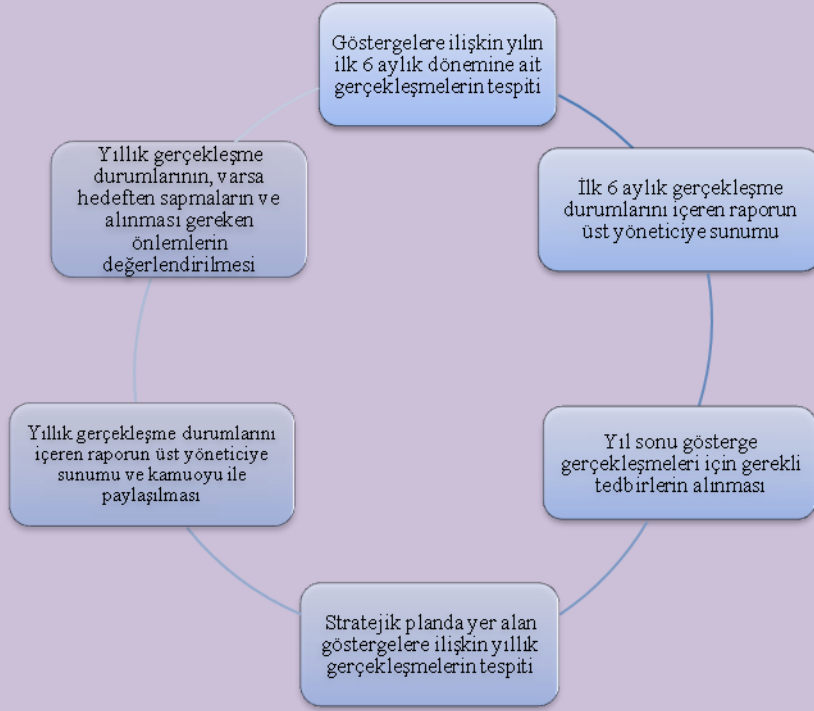 Göstergelere ilişkin yılın
ilk 6 aylık dönemine ait
gerçekleşmelerin tespiti
İlk 6 aylık gerçekleşme
durumlarını içeren raporun
üst yöneticiye sunumu
Yıl sonu gösterge
gerçekleşmeleri için gerekli
tedbirlerin alınması
Stratejik planda yer alan
göstergelere ilişkin yıllık
gerçekleşmelerin tespiti
Yıllık gerçekleşme durumlarını
içeren raporun üst yöneticiye
sunumu ve kamuoyu ile
paylaşılması
Yıllık gerçekleşme
durumlarının, varsa
hedeften sapmaların ve
alınması gereken
önlemlerin
değerlendirilmesi